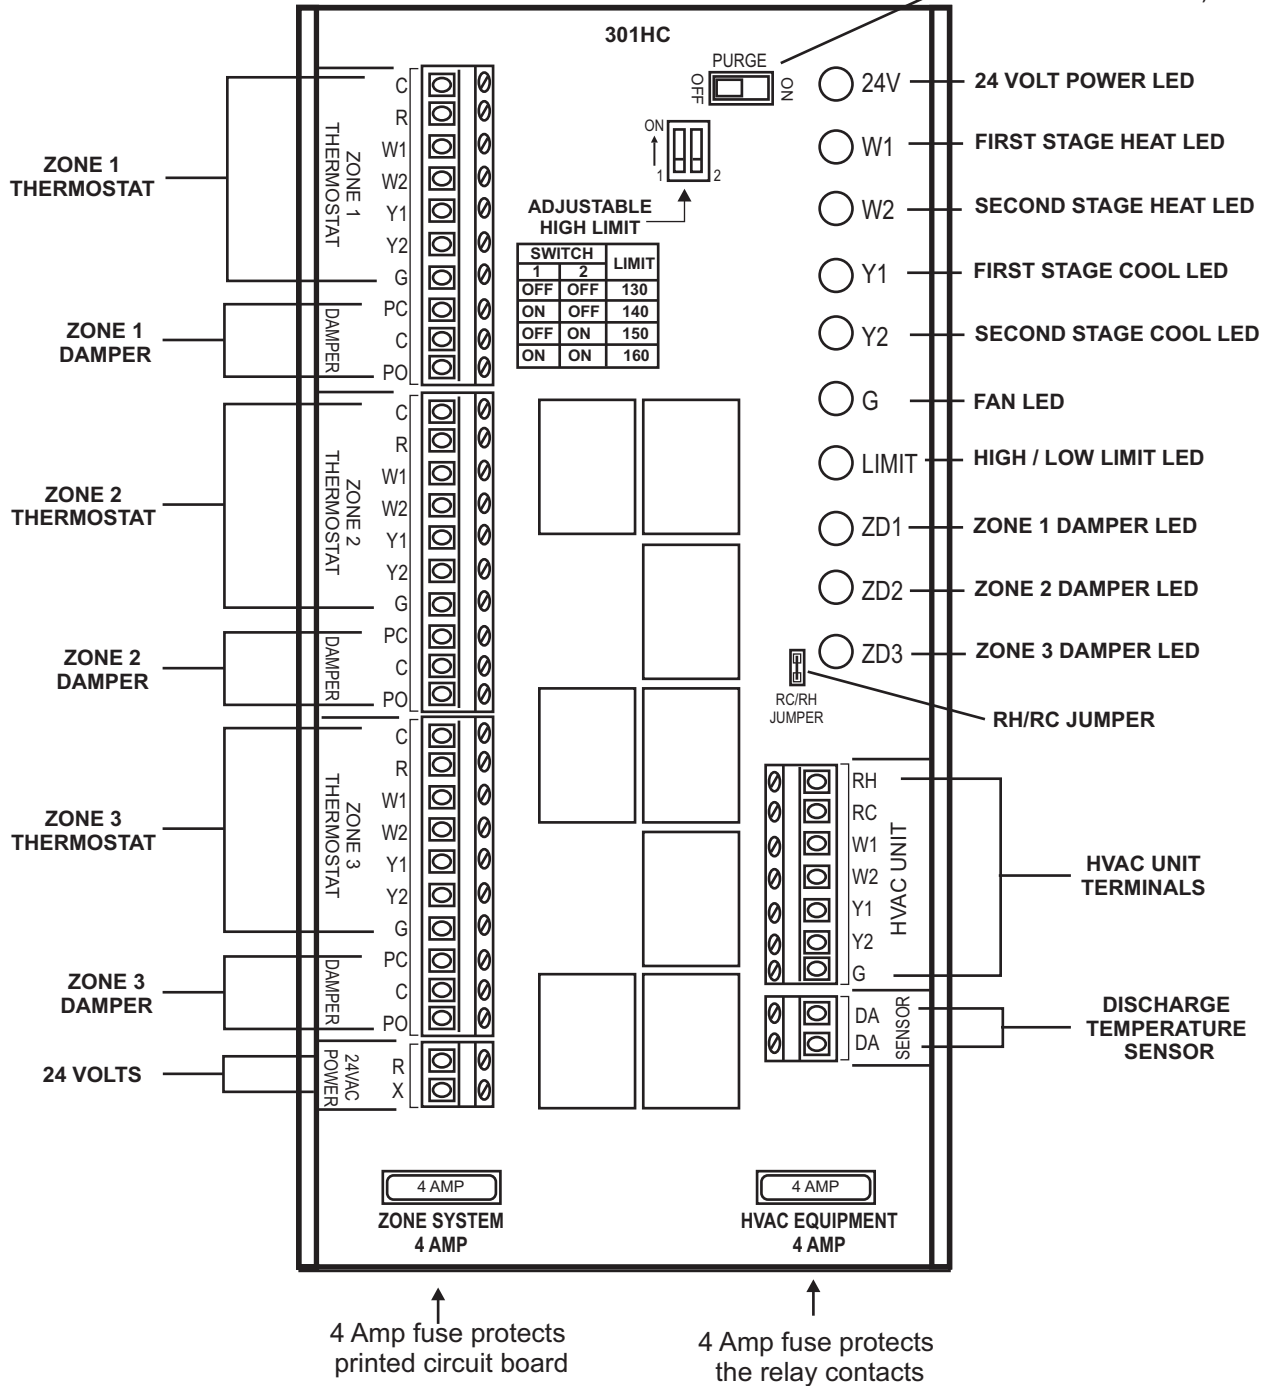 301HC
PURGE
OFF
ON
ON
1
2
ADJUSTABLE
HIGH LIMIT
SWITCH LIMIT
1 2
OFF OFF 130
ON OFF 140
OFF ON 150
ON ON 160
ZONE 1
THERMOSTAT
ZONE 1
THERMOSTAT
C
R
W1
W2
Y1
Y2
G
ZONE 1
DAMPER
DAMPER
PC
C
PO
ZONE 2
THERMOSTAT
ZONE 2
THERMOSTAT
C
R
W1
W2
Y1
Y2
G
ZONE 2
DAMPER
DAMPER
PC
C
PO
ZONE 3
THERMOSTAT
ZONE 3
THERMOSTAT
C
R
W1
W2
Y1
Y2
G
ZONE 3
DAMPER
DAMPER
PC
C
PO
24 VOLTS
24VAC
POWER
R
X
24V 24 VOLT POWER LED
W1 FIRST STAGE HEAT LED
W2 SECOND STAGE HEAT LED
Y1 FIRST STAGE COOL LED
Y2 SECOND STAGE COOL LED
G FAN LED
LIMIT HIGH / LOW LIMIT LED
ZD1 ZONE 1 DAMPER LED
ZD2 ZONE 2 DAMPER LED
ZD3 ZONE 3 DAMPER LED
RC/RH
JUMPER
RH/RC JUMPER
RH
RC
W1
W2
Y1
Y2
G
HVAC UNIT
HVAC UNIT
TERMINALS
DA
DA
SENSOR
DISCHARGE
TEMPERATURE
SENSOR
4 AMP
ZONE SYSTEM
4 AMP
4 AMP
HVAC EQUIPMENT
4 AMP
4 Amp fuse protects
printed circuit board
4 Amp fuse protects
the relay contacts